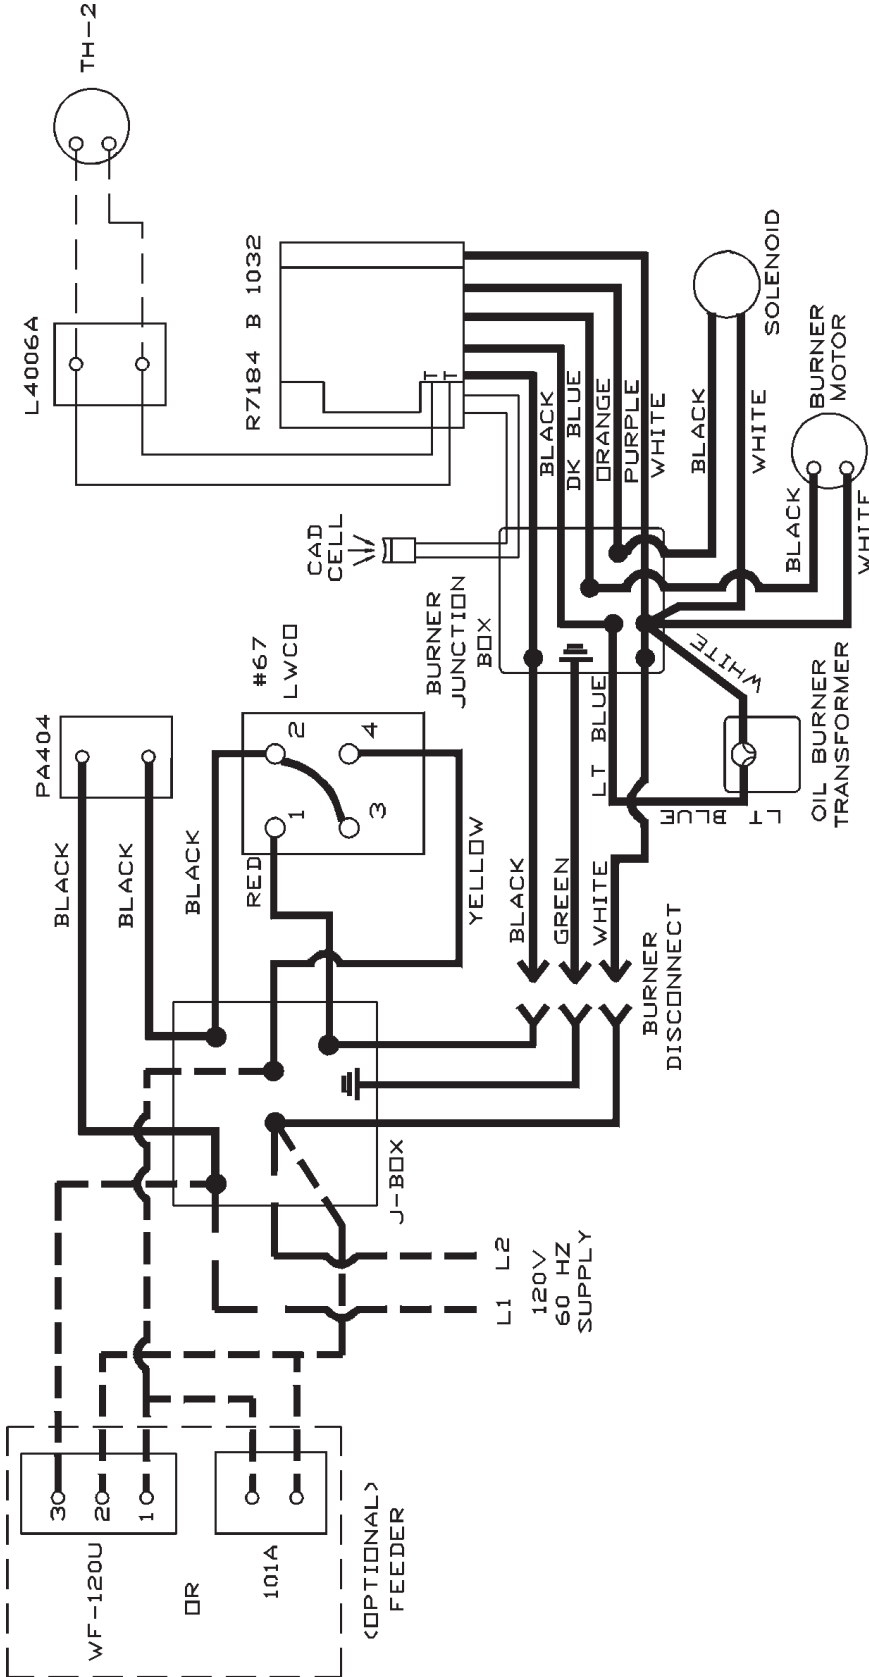 TH-2
L4006A
R7184 B 1032
T
T
CAD
CELL
BLACK
DK BLUE
ORANGE
PURPLE
WHITE
BLACK
WHITE
SOLENOID
BURNER
MOTOR
BLACK
WHITE
BURNER
JUNCTION
BOX
#67
LWCO
PA404
1
2
3
4
BLACK
BLACK
BLACK
RED
YELLOW
LT BLUE
LT BLUE
WHITE
OIL BURNER
TRANSFORMER
BLACK
GREEN
WHITE
BURNER
DISCONNECT
J-BOX
L1 L2
120V
60 HZ
SUPPLY
3
2
1
WF-120U
OR
101A
(OPTIONAL)
FEEDER